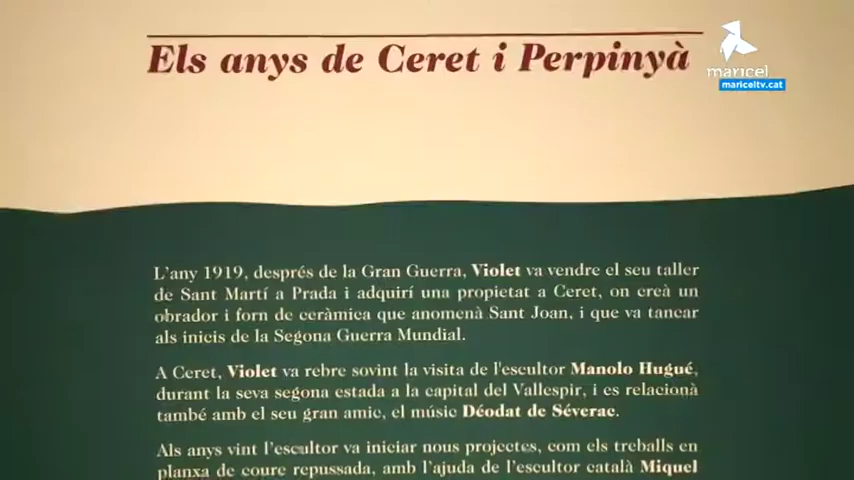 Els anys de Ceret i Perpinyà
maricel
mariceltv.cat
L'any 1919, després de la Gran Guerra, Violet va vendre el seu taller
de Sant Martí a Prada i adquirí una propietat a Ceret, on creà un
obrador i forn de ceràmica que anomenà Sant Joan, i que va tancar
als inicis de la Segona Guerra Mundial.
A Ceret, Violet va rebre sovint la visita de l'escultor Manolo Hugué,
durant la seva segona estada a la capital del Vallespir, i es relacionà
també amb el seu gran amic, el músic Déodat de Séverac.
Als anys vint l'escultor va iniciar nous projectes, com els treballs en
planxa de coure repussada, amb l'ajuda de l'escultor català Miquel